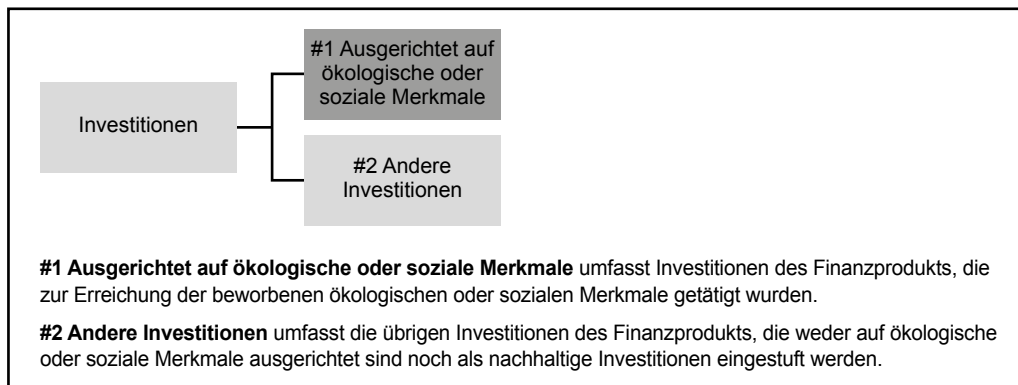 #1 Ausgerichtet auf
ökologische oder
soziale Merkmale
Investitionen
#2 Andere
Investitionen
#1 Ausgerichtet auf ökologische oder soziale Merkmale umfasst Investitionen des Finanzprodukts, die
zur Erreichung der beworbenen ökologischen oder sozialen Merkmale getätigt wurden.
#2 Andere Investitionen umfasst die übrigen Investitionen des Finanzprodukts, die weder auf ökologische
oder soziale Merkmale ausgerichtet sind noch als nachhaltige Investitionen eingestuft werden.